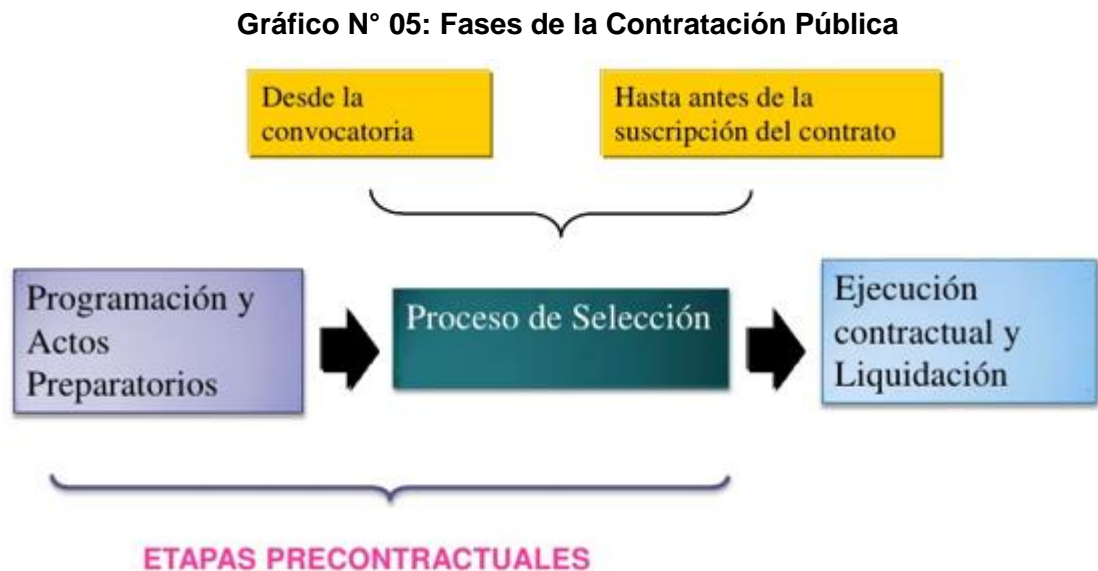 Gráfico N° 05: Fases de la Contratación Pública
Desde la
convocatoria
Hasta antes de la
suscripción del contrato
Programación y
Actos
Preparatorios
Proceso de Selección
Ejecución
contractual y
Liquidación
ETAPAS PRECONTRACTUALES